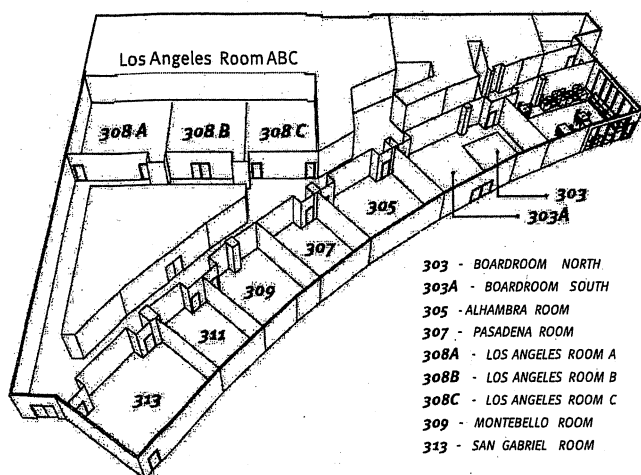 Los Angeles Room ABC
308 A
308 B
308 C
303
305
303A
307
309
311
313
303 - BOARDROOM NORTH
303A - BOARDROOM SOUTH
305 - ALHAMBRA ROOM
307 - PASADENA ROOM
308A - LOS ANGELES ROOM A
308B - LOS ANGELES ROOM B
308C - LOS ANGELES ROOM C
309 - MONTEBELLO ROOM
313 - SAN GABRIEL ROOM